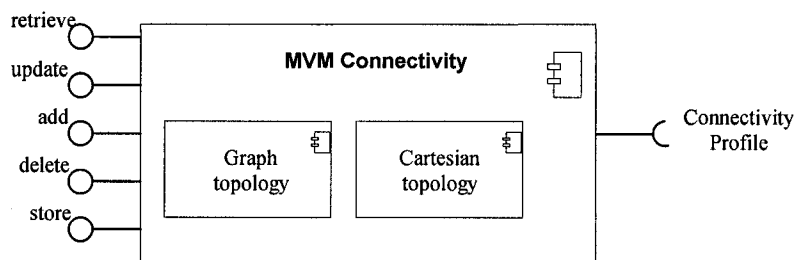 retrieve
update
add
delete
store
MVM Connectivity
Graph
topology
Cartesian
topology
Connectivity
Profile